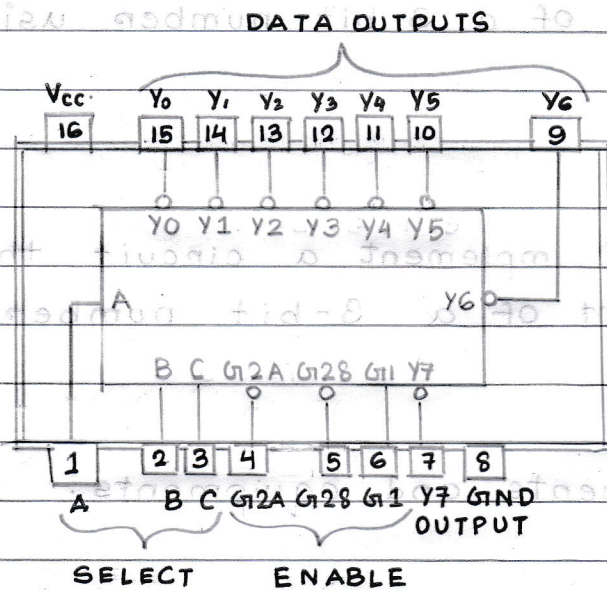 DATA OUTPUTS
Vcc. Y0 Y1 Y2 Y3 Y4 Y5 Y6
16 15 14 13 12 11 10 9
Y0 Y1 Y2 Y3 Y4 Y5
A Y6
B C G2A G28 G1 Y7
1 2 3 4 5 6 7 8
A B C G2A G28 G1 Y7 GND
OUTPUT
SELECT ENABLE